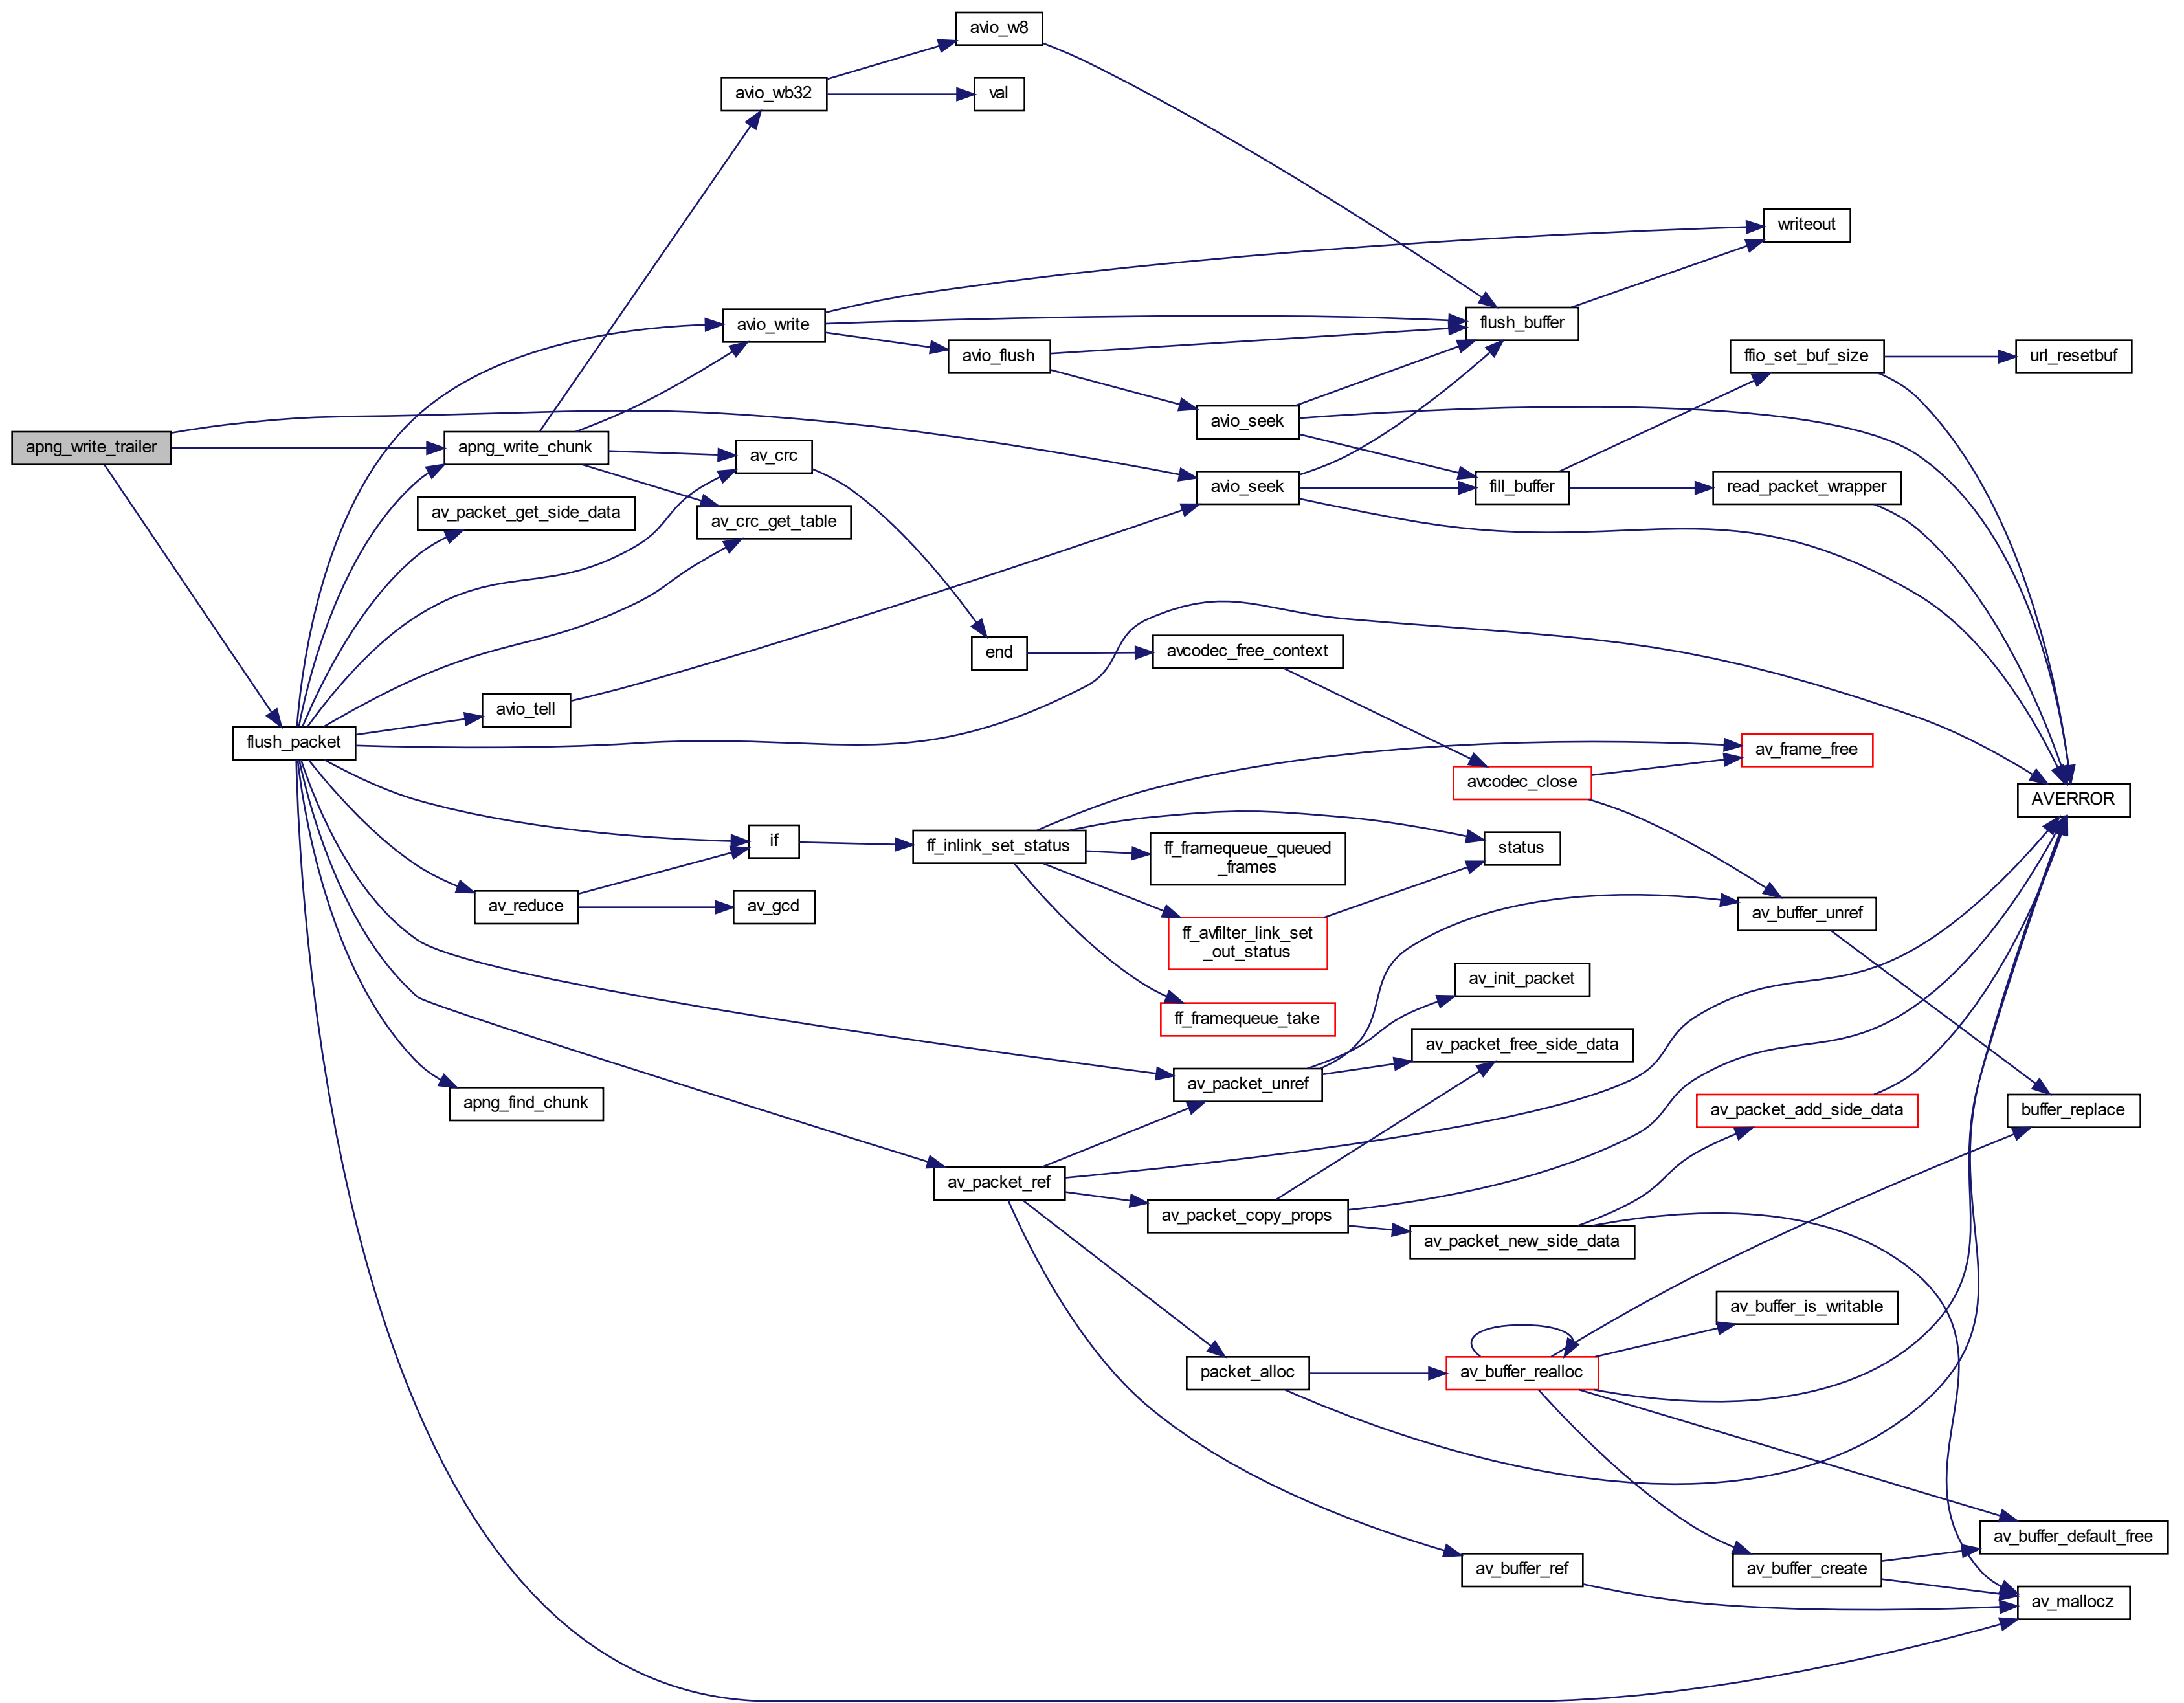 avio_w8
avio_wb32
val
writeout
avio_write
flush_buffer
avio_flush
ffio_set_buf_size
url_resetbuf
avio_seek
apng_write_trailer
apng_write_chunk
av_crc
avio_seek
fill_buffer
read_packet_wrapper
av_packet_get_side_data
av_crc_get_table
end
avcodec_free_context
avio_tell
flush_packet
av_frame_free
avcodec_close
AVERROR
if
ff_inlink_set_status
ff_framequeue_queued
_frames
status
av_reduce
av_gcd
av_buffer_unref
ff_avfilter_link_set
_out_status
av_init_packet
ff_framequeue_take
av_packet_free_side_data
av_packet_unref
apng_find_chunk
av_packet_add_side_data
buffer_replace
av_packet_ref
av_packet_copy_props
av_packet_new_side_data
av_buffer_is_writable
packet_alloc
av_buffer_realloc
av_buffer_default_free
av_buffer_ref
av_buffer_create
av_mallocz